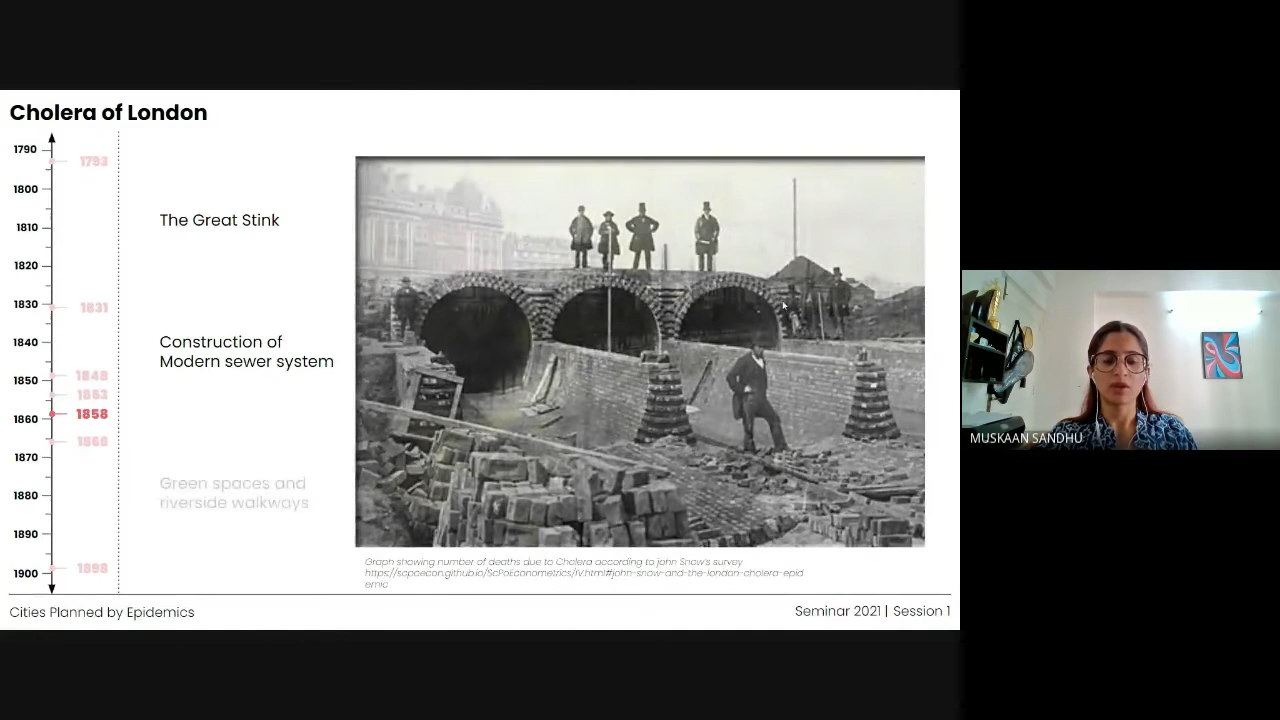 Cholera of London
1790
1793
1800
1810
1820
1830
1831
1840
1848
1850
1853
1858
1860
1866
1870
1880
1890
1898
1900
The Great Stink
Construction of
Modern sewer system
Green spaces and
riverside walkways
Graph showing number of deaths due to Cholera according to john Snow's survey
https://scpoecon.github.io/ScPoEconometrics/IV.html#john-snow-and-the-london-cholera-epid
emic
Cities Planned by Epidemics
Seminar 2021 | Session 1
MUSKAAN SANDHU